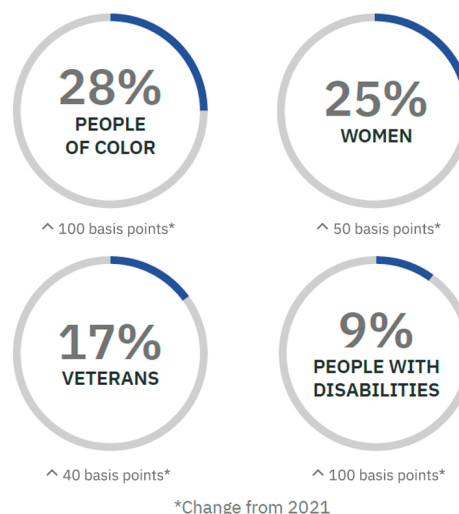 28%
PEOPLE
OF COLOR
^ 100 basis points*
25%
WOMEN
^ 50 basis points*
17%
VETERANS
^ 40 basis points*
9%
PEOPLE WITH
DISABILITIES
^ 100 basis points*
*Change from 2021